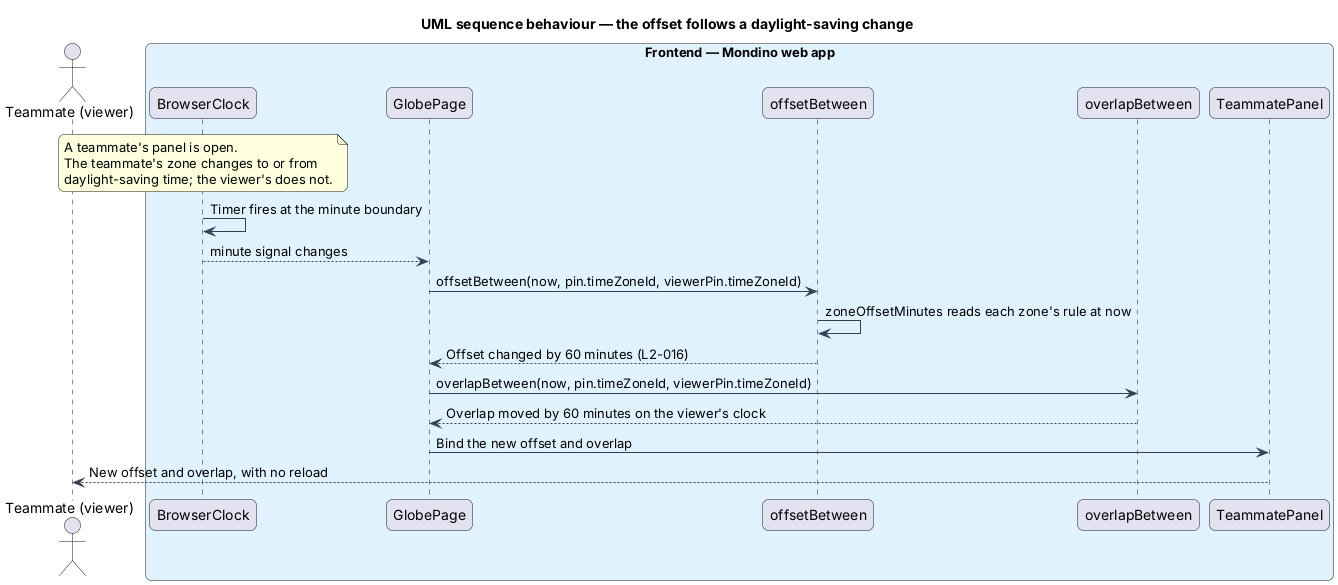 UML sequence behaviour — the offset follows a daylight-saving change
Frontend — Mondino web app
Teammate (viewer)
BrowserClock
GlobePage
offsetBetween
overlapBetween
TeammatePanel
A teammate's panel is open.
The teammate's zone changes to or from
daylight-saving time; the viewer's does not.
Timer fires at the minute boundary
minute signal changes
offsetBetween(now, pin.timeZoneId, viewerPin.timeZoneId)
zoneOffsetMinutes reads each zone's rule at now
Offset changed by 60 minutes (L2-016)
overlapBetween(now, pin.timeZoneId, viewerPin.timeZoneId)
Overlap moved by 60 minutes on the viewer's clock
Bind the new offset and overlap
New offset and overlap, with no reload
Teammate (viewer)
BrowserClock
GlobePage
offsetBetween
overlapBetween
TeammatePanel